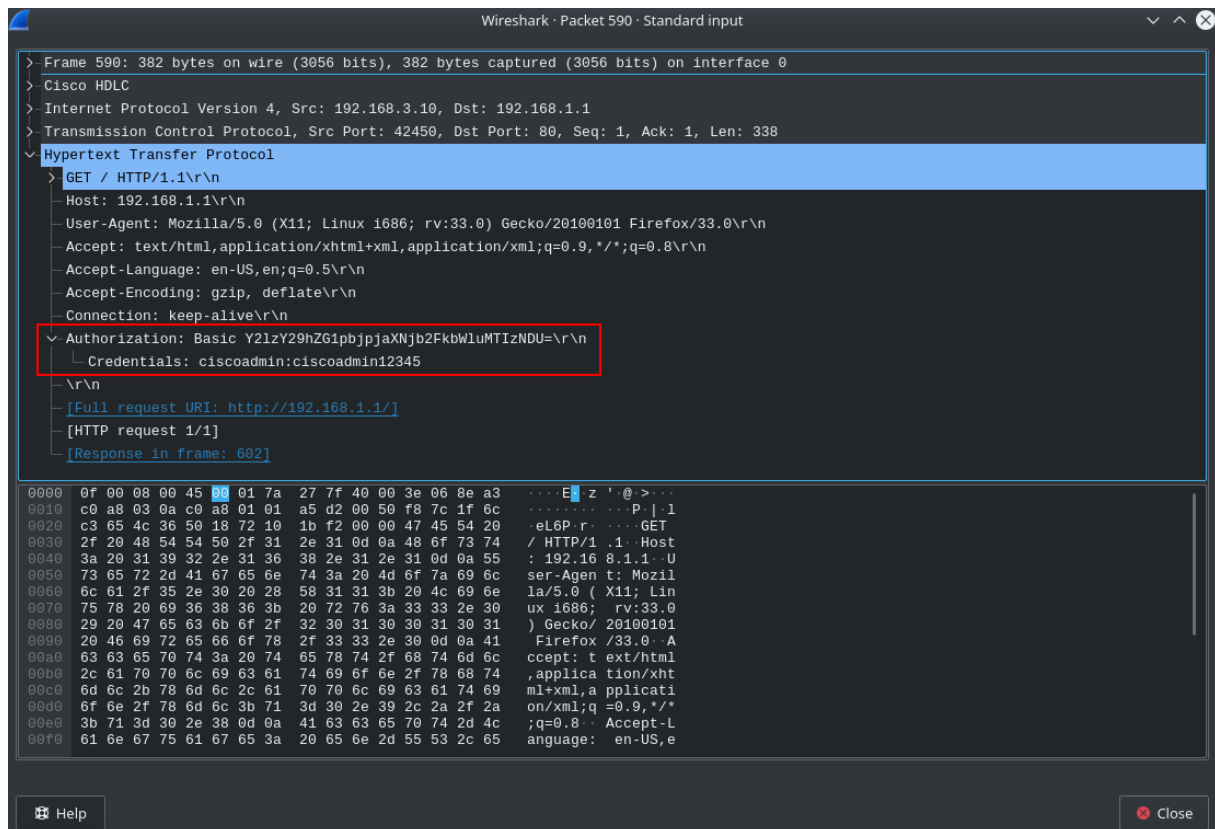 Wireshark · Packet 590 · Standard input
Frame 590: 382 bytes on wire (3056 bits), 382 bytes captured (3056 bits) on interface 0
Cisco HDLC
Internet Protocol Version 4, Src: 192.168.3.10, Dst: 192.168.1.1
Transmission Control Protocol, Src Port: 42450, Dst Port: 80, Seq: 1, Ack: 1, Len: 338
Hypertext Transfer Protocol
GET / HTTP/1.1\r\n
Host: 192.168.1.1\r\n
User-Agent: Mozilla/5.0 (X11; Linux i686; rv:33.0) Gecko/20100101 Firefox/33.0\r\n
Accept: text/html,application/xhtml+xml,application/xml;q=0.9,*/*;q=0.8\r\n
Accept-Language: en-US,en;q=0.5\r\n
Accept-Encoding: gzip, deflate\r\n
Connection: keep-alive\r\n
Authorization: Basic Y2lzY29hZG1pbjpjaXNjb2FkbWluMTIzNDU=\r\n
Credentials: ciscoadmin:ciscoadmin12345
\r\n
[Full request URI: http://192.168.1.1/]
[HTTP request 1/1]
[Response in frame: 602]
0000 0f 00 08 00 45 00 01 7a 27 7f 40 00 3e 06 8e a3 ····E··z '·@·>···
0010 c0 a8 03 0a c0 a8 01 01 a5 d2 00 50 f8 7c 1f 6c ········ ···P·|·l
0020 c3 65 4c 36 50 18 72 10 1b f2 00 00 47 45 54 20 ·eL6P·r· ····GET
0030 2f 20 48 54 54 50 2f 31 2e 31 0d 0a 48 6f 73 74 / HTTP/1 .1··Host
0040 3a 20 31 39 32 2e 31 36 38 2e 31 2e 31 0d 0a 55 : 192.16 8.1.1··U
0050 73 65 72 2d 41 67 65 6e 74 3a 20 4d 6f 7a 69 6c ser-Agen t: Mozil
0060 6c 61 2f 35 2e 30 20 28 58 31 31 3b 20 4c 69 6e la/5.0 ( X11; Lin
0070 75 78 20 69 36 38 36 3b 20 72 76 3a 33 33 2e 30 ux i686; rv:33.0
0080 29 20 47 65 63 6b 6f 2f 32 30 31 30 30 31 30 31 ) Gecko/ 20100101
0090 20 46 69 72 65 66 6f 78 2f 33 33 2e 30 0d 0a 41 Firefox /33.0··A
00a0 63 63 65 70 74 3a 20 74 65 78 74 2f 68 74 6d 6c ccept: t ext/html
00b0 2c 61 70 70 6c 69 63 61 74 69 6f 6e 2f 78 68 74 ,applica tion/xht
00c0 6d 6c 2b 78 6d 6c 2c 61 70 70 6c 69 63 61 74 69 ml+xml,a pplicati
00d0 6f 6e 2f 78 6d 6c 3b 71 3d 30 2e 39 2c 2a 2f 2a on/xml;q =0.9,*/*
00e0 3b 71 3d 30 2e 38 0d 0a 41 63 63 65 70 74 2d 4c ;q=0.8·· Accept-L
00f0 61 6e 67 75 61 67 65 3a 20 65 6e 2d 55 53 2c 65 anguage: en-US,e
Help
Close